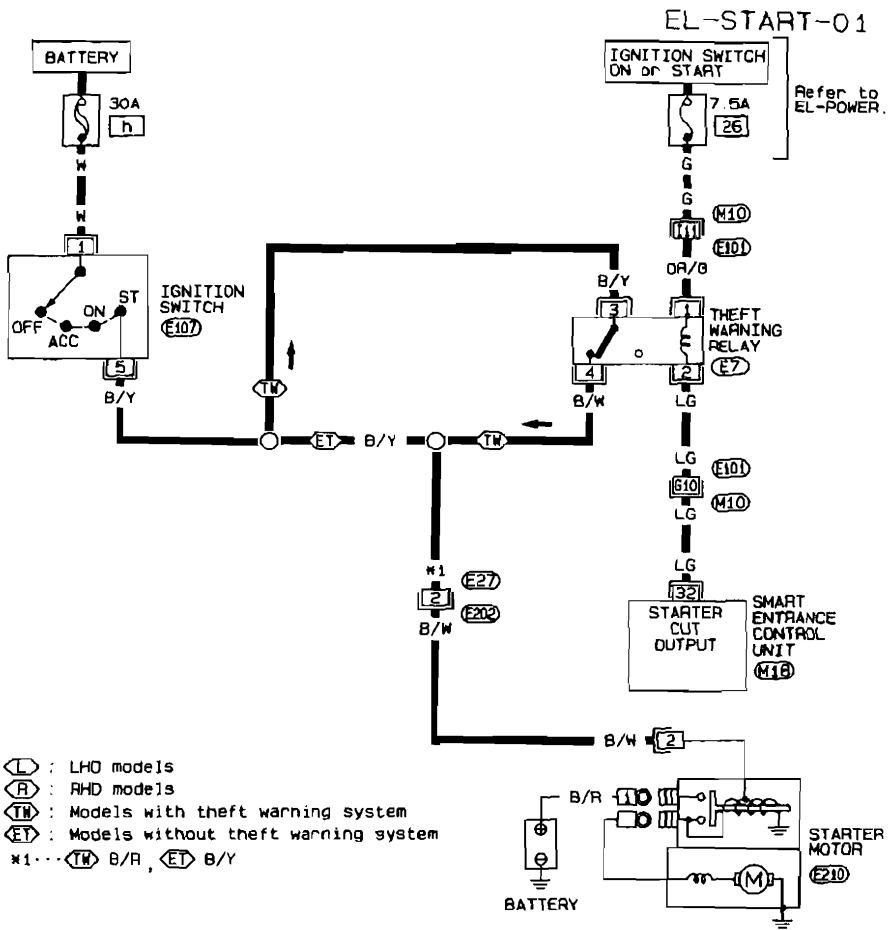 EL-START-01
BATTERY
30A
h
W
W
1
IGNITION
SWITCH
E107
OFF
ACC
ON
ST
5
B/Y
IGNITION SWITCH
ON or START
Refer to
EL-POWER.
7.5A
26
G
G
M10
I11
E101
OR/B
B/Y
3
1
THEFT
WARNING
RELAY
E7
4
2
B/W
LG
TW
ET
B/Y
TW
LG
E101
G10
M10
LG
LG
32
STARTER
CUT
OUTPUT
SMART
ENTRANCE
CONTROL
UNIT
M18
*1
E27
2
E202
B/W
B/W
2
L : LHD models
R : RHD models
TW : Models with theft warning system
ET : Models without theft warning system
*1··· TW B/R , ET B/Y
B/R
1
BATTERY
M
STARTER
MOTOR
E210